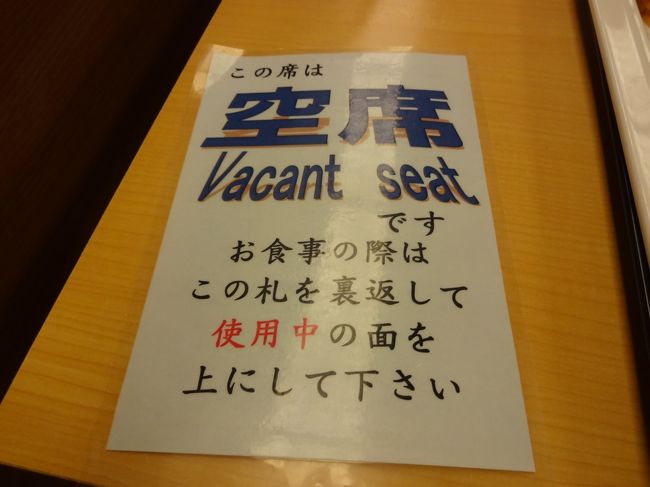 この席は
空席
Vacant seat
です
お食事の際は
この札を裏返して
使用中の面を
上にして下さい